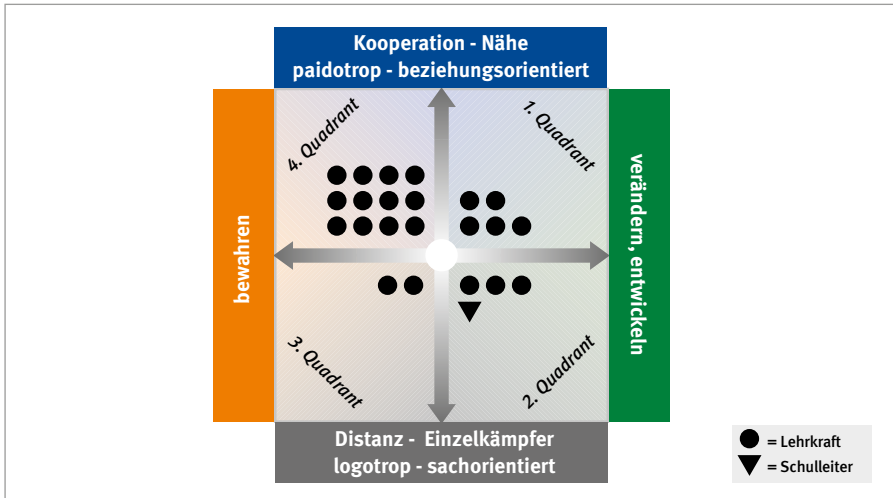 Kooperation - Nähe
paidotrop - beziehungsorientiert
4. Quadrant
1. Quadrant
bewahren
verändern, entwickeln
3. Quadrant
2. Quadrant
Distanz - Einzelkämpfer
logotrop - sachorientiert
= Lehrkraft
= Schulleiter